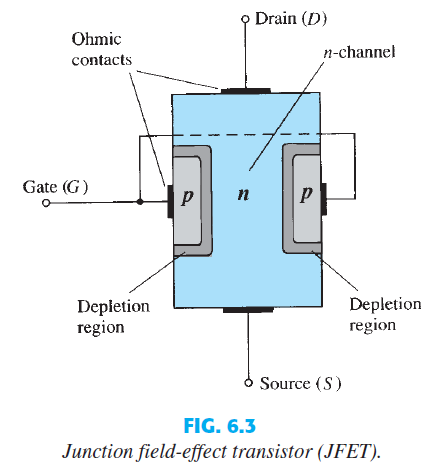 Drain (D)
Ohmic
contacts
n-channel
Gate (G)
p
n
p
Depletion
region
Depletion
region
Source (S)
FIG. 6.3
Junction field-effect transistor (JFET).